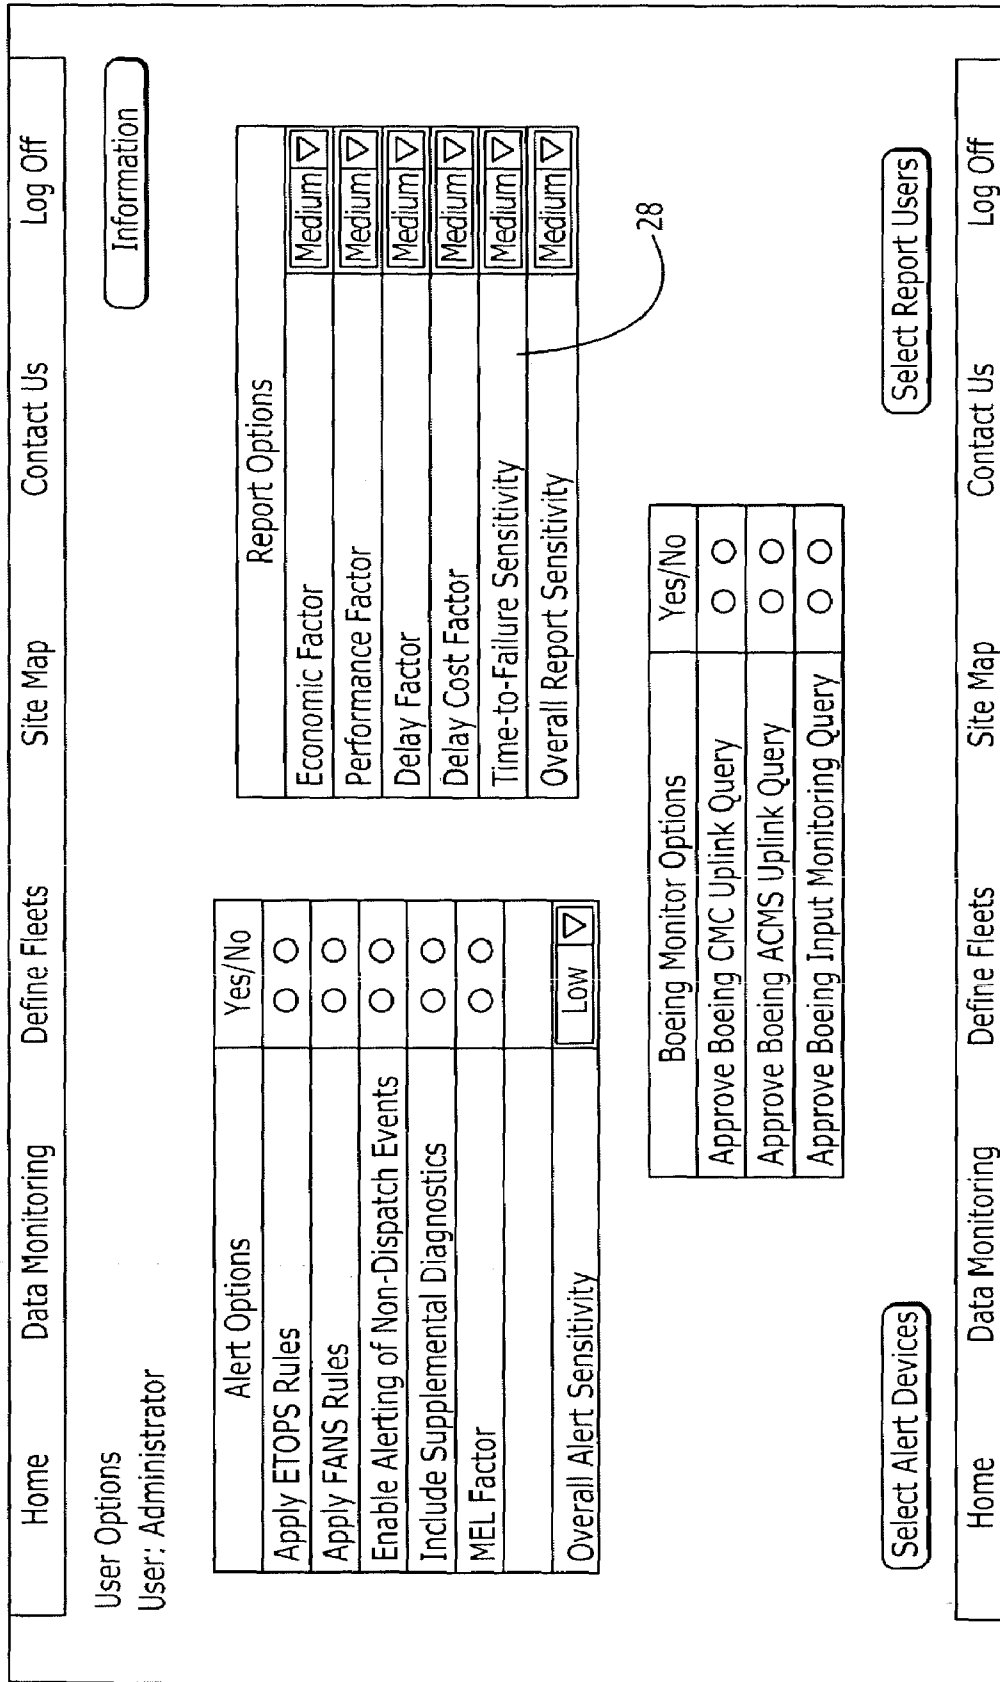 Home Data Monitoring Define Fleets Site Map Contact Us Log Off
User Options
User: Administrator
Information
Alert Options Yes/No
Apply ETOPS Rules
Apply FANS Rules
Enable Alerting of Non-Dispatch Events
Include Supplemental Diagnostics
MEL Factor
Overall Alert Sensitivity Low
Report Options
Economic Factor Medium
Performance Factor Medium
Delay Factor Medium
Delay Cost Factor Medium
Time-to-Failure Sensitivity Medium
Overall Report Sensitivity Medium
28
Boeing Monitor Options Yes/No
Approve Boeing CMC Uplink Query
Approve Boeing ACMS Uplink Query
Approve Boeing Input Monitoring Query
Select Alert Devices Select Report Users
Home Data Monitoring Define Fleets Site Map Contact Us Log Off